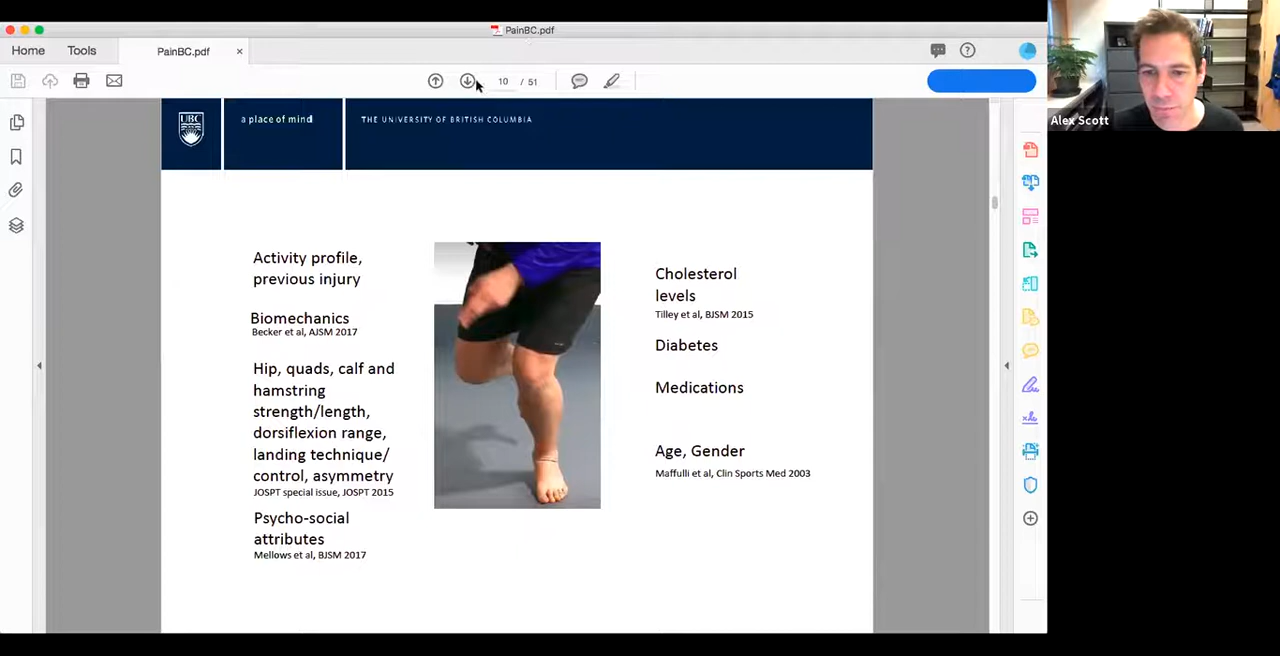 PainBC.pdf
Home
Tools
PainBC.pdf
10 / 51
Alex Scott
UBC
a place of mind
THE UNIVERSITY OF BRITISH COLUMBIA
Activity profile,
previous injury
Biomechanics
Becker et al, AJSM 2017
Hip, quads, calf and
hamstring
strength/length,
dorsiflexion range,
landing technique/
control, asymmetry
JOSPT special issue, JOSPT 2015
Psycho-social
attributes
Mellows et al, BJSM 2017
Cholesterol
levels
Tilley et al, BJSM 2015
Diabetes
Medications
Age, Gender
Maffulli et al, Clin Sports Med 2003